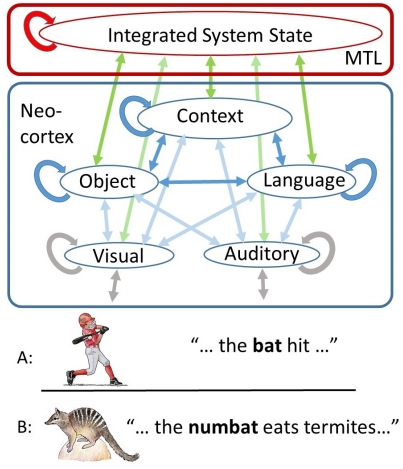 Integrated System State
MTL
Neo-
cortex
Context
Object
Language
Visual
Auditory
A:
“... the bat hit ...”
B:
“... the numbat eats termites...”